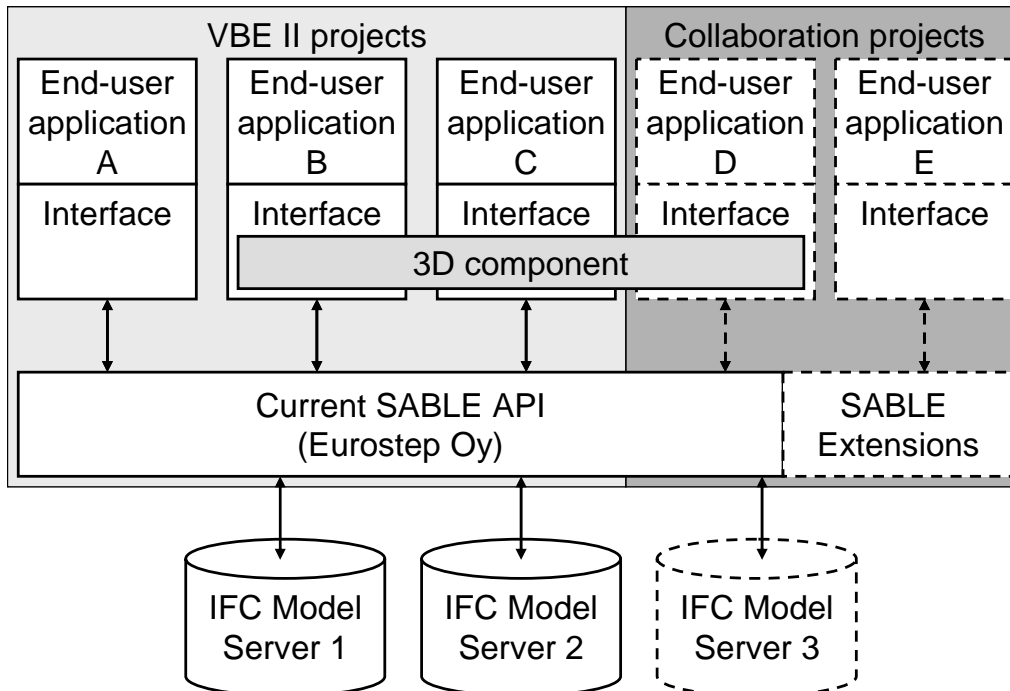 VBE II projects
Collaboration projects
End-user
application
A
End-user
application
B
End-user
application
C
End-user
application
D
End-user
application
E
Interface
Interface
Interface
Interface
Interface
3D component
Current SABLE API
(Eurostep Oy)
SABLE
Extensions
IFC Model
Server 1
IFC Model
Server 2
IFC Model
Server 3